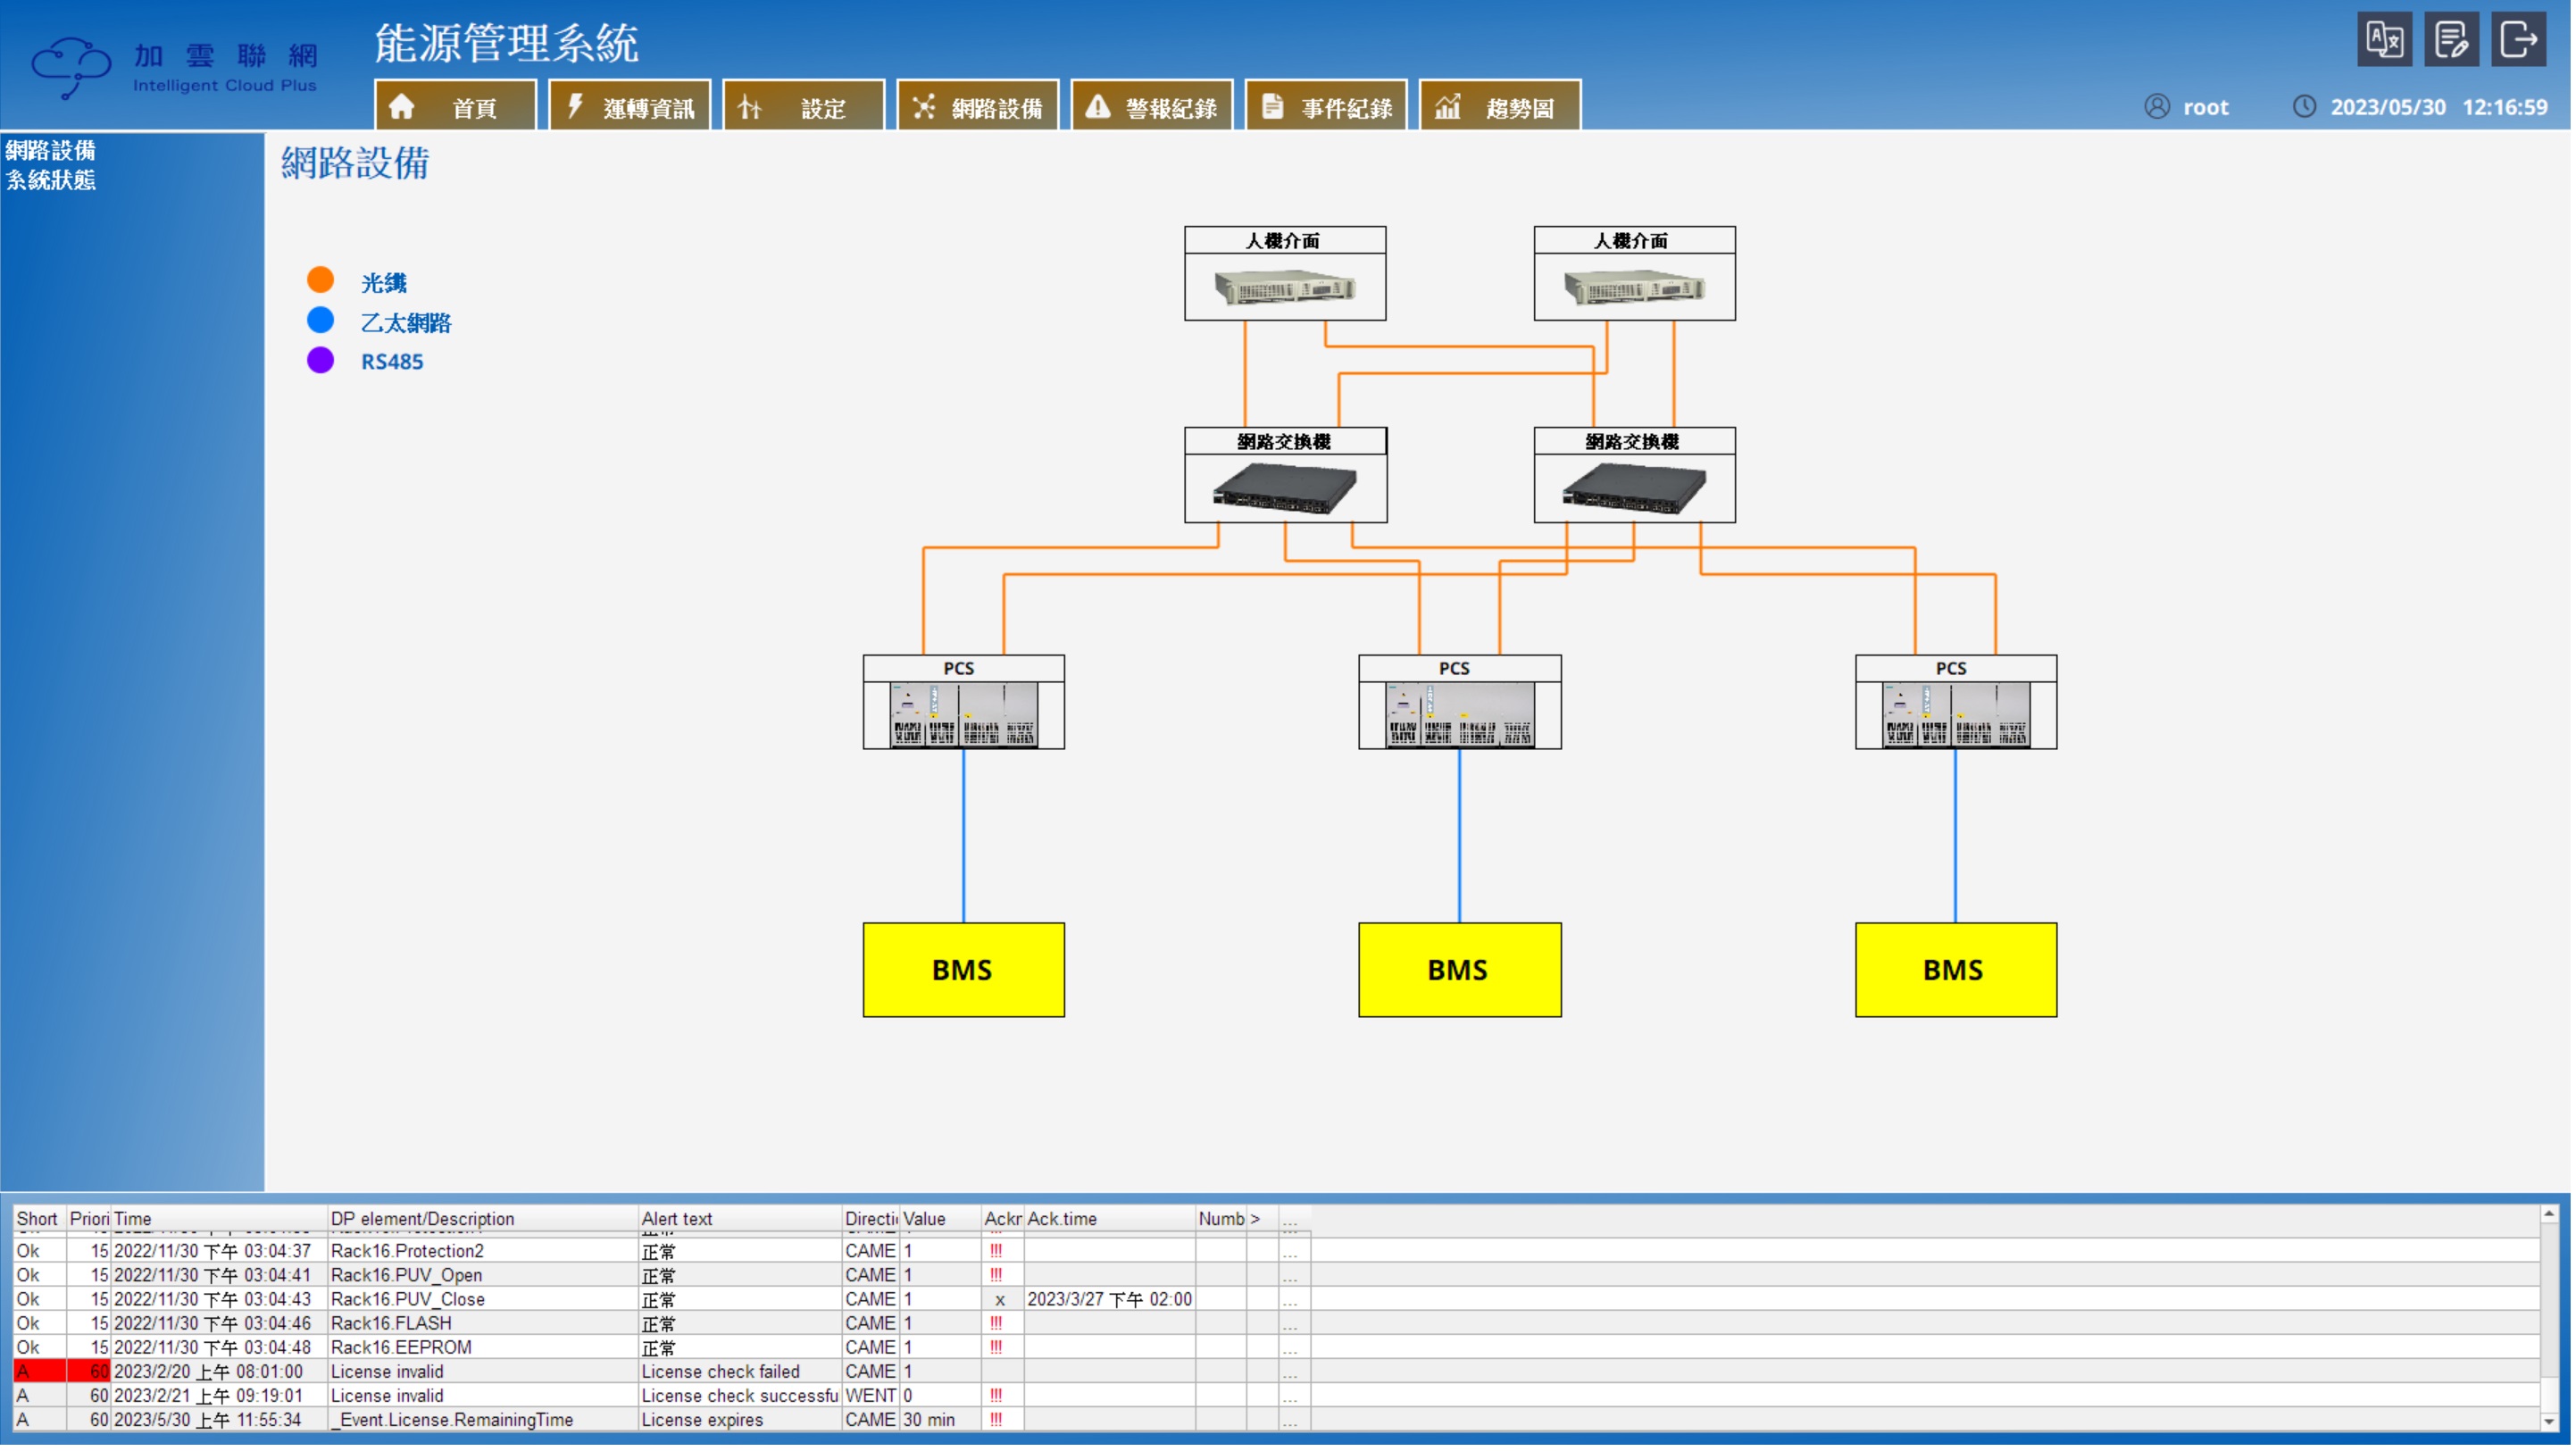 加雲聯網
Intelligent Cloud Plus
能源管理系統
首頁
運轉資訊
設定
網路設備
警報紀錄
事件紀錄
趨勢圖
root
2023/05/30 12:16:59
網路設備
系統狀態
網路設備
光纖
乙太網路
RS485
人機介面
人機介面
網路交換機
網路交換機
PCS
PCS
PCS
BMS
BMS
BMS
Short Priori Time DP element/Description Alert text Directi Value Ackr Ack.time Numb > ...
Ok 15 2022/11/30 下午 03:04:37 Rack16.Protection2 正常 CAME 1 !!! ...
Ok 15 2022/11/30 下午 03:04:41 Rack16.PUV_Open 正常 CAME 1 !!! ...
Ok 15 2022/11/30 下午 03:04:43 Rack16.PUV_Close 正常 CAME 1 x 2023/3/27 下午 02:00 ...
Ok 15 2022/11/30 下午 03:04:46 Rack16.FLASH 正常 CAME 1 !!! ...
Ok 15 2022/11/30 下午 03:04:48 Rack16.EEPROM 正常 CAME 1 !!! ...
A 60 2023/2/20 上午 08:01:00 License invalid License check failed CAME 1 ...
A 60 2023/2/21 上午 09:19:01 License invalid License check successfu WENT 0 !!! ...
A 60 2023/5/30 上午 11:55:34 _Event.License.RemainingTime License expires CAME 30 min !!! ...